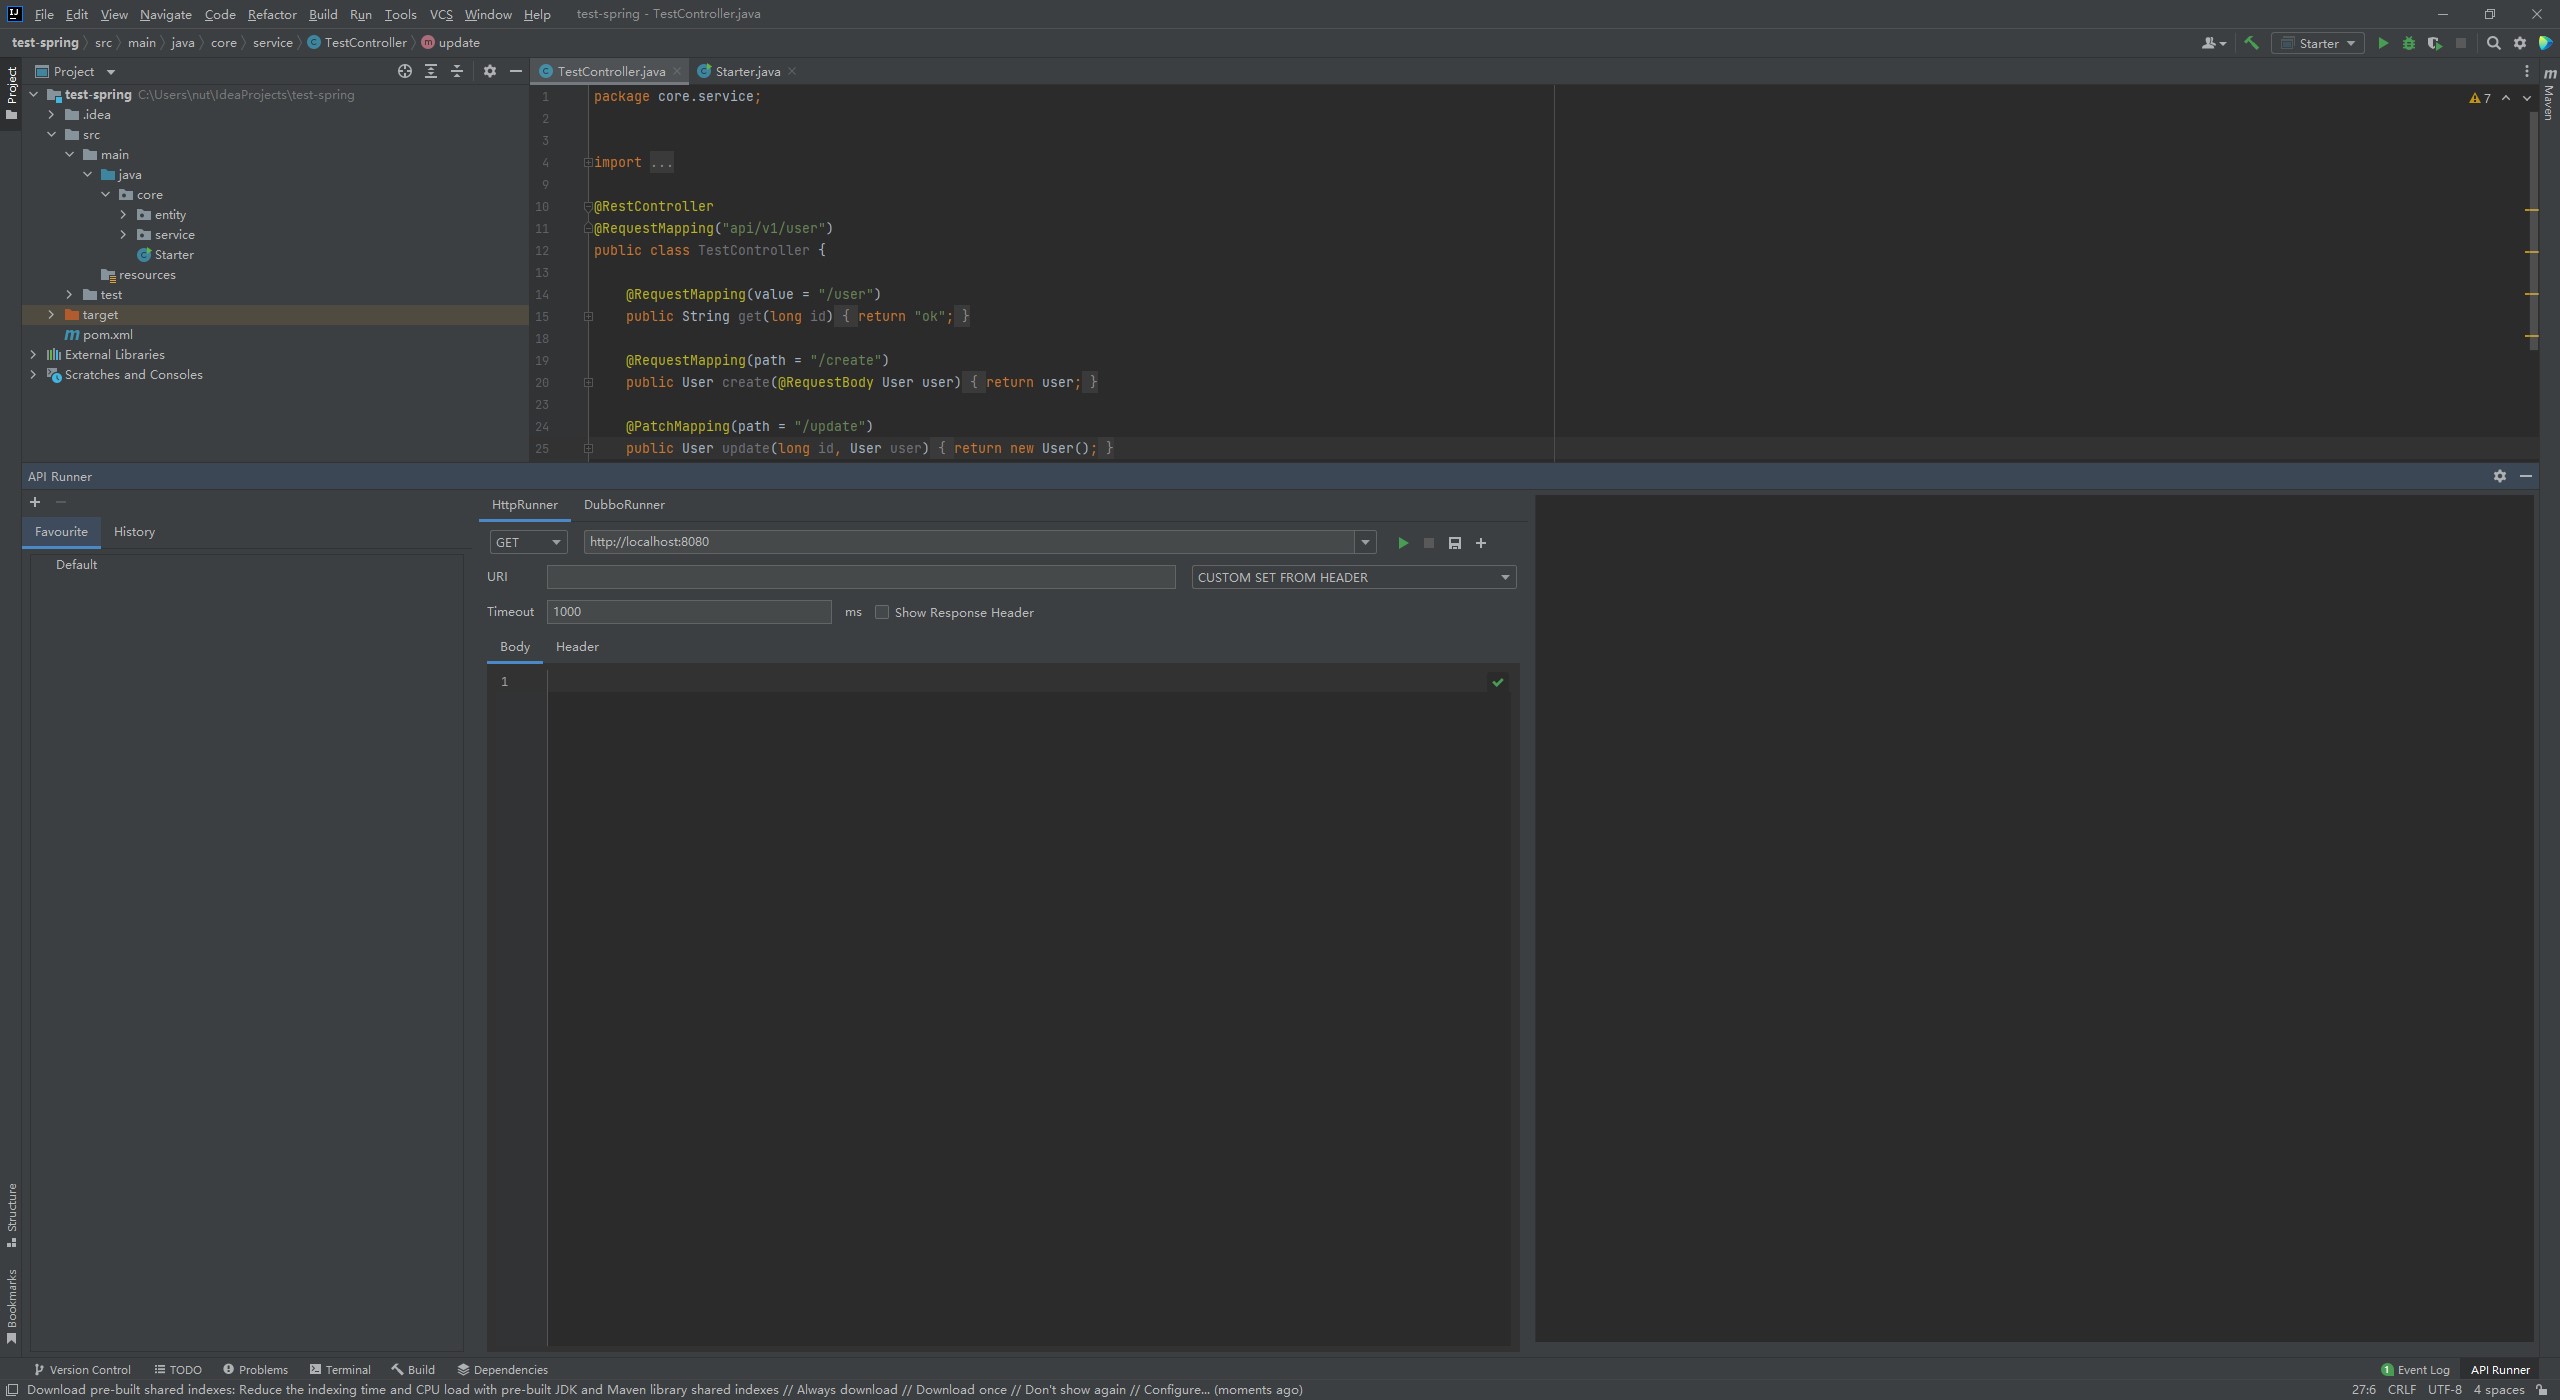 File Edit View Navigate Code Refactor Build Run Tools VCS Window Help test-spring - TestController.java
test-spring src main java core service TestController update
Starter
Project
TestController.java
Starter.java
Project
Maven
test-spring C:\Users\nut\IdeaProjects\test-spring
.idea
src
main
java
core
entity
service
Starter
resources
test
target
pom.xml
External Libraries
Scratches and Consoles
7
1 package core.service;
2
3
4 import ...
9
10 @RestController
11 @RequestMapping("api/v1/user")
12 public class TestController {
13
14 @RequestMapping(value = "/user")
15 public String get(long id) { return "ok"; }
18
19 @RequestMapping(path = "/create")
20 public User create(@RequestBody User user) { return user; }
23
24 @PatchMapping(path = "/update")
25 public User update(long id, User user) { return new User(); }
API Runner
Favourite History
Default
HttpRunner DubboRunner
GET http://localhost:8080
URI CUSTOM SET FROM HEADER
Timeout 1000 ms Show Response Header
Body Header
1
Structure
Bookmarks
Version Control TODO Problems Terminal Build Dependencies
1 Event Log API Runner
Download pre-built shared indexes: Reduce the indexing time and CPU load with pre-built JDK and Maven library shared indexes // Always download // Download once // Don't show again // Configure... (moments ago)
27:6 CRLF UTF-8 4 spaces